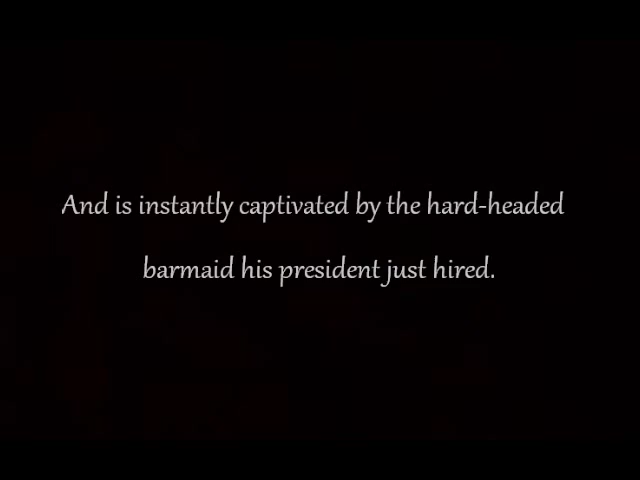 And is instantly captivated by the hard-headed
barmaid his president just hired.